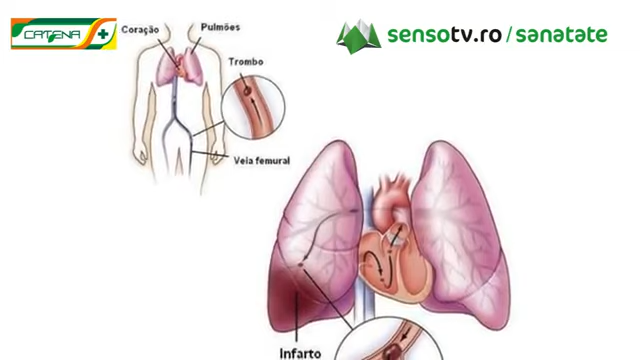 CATENA
sensotv.ro / sanatate
Coração
Pulmões
Trombo
Veia femural
Infarto